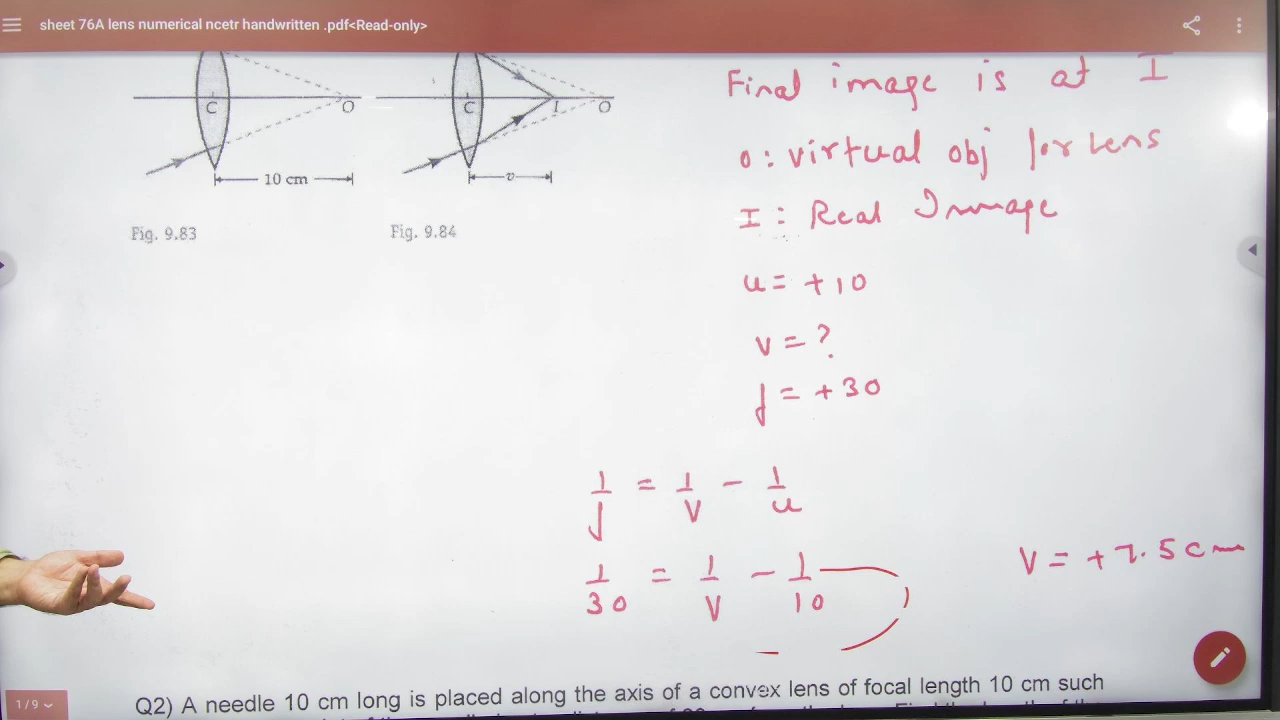 sheet 76A lens numerical ncetr handwritten .pdf<Read-only>
C
O
C
I
O
10 cm
v
Fig. 9.83
Fig. 9.84
Final image is at I
O : virtual obj for lens
I : Real Image
u = +10
v = ?
f = +30
1/f = 1/v - 1/u
1/30 = 1/v - 1/10
v = +7.5 cm
1 / 9
Q2) A needle 10 cm long is placed along the axis of a convex lens of focal length 10 cm such